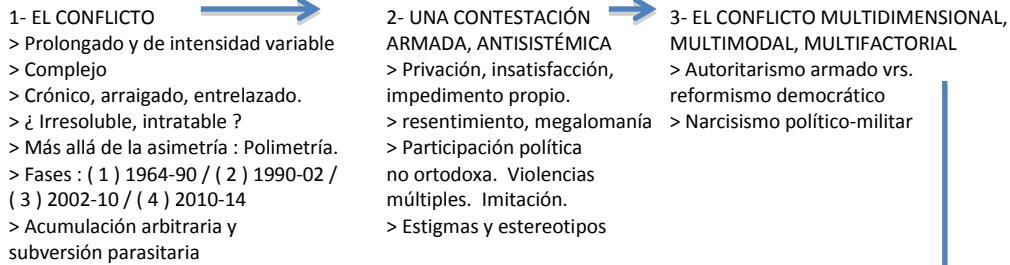 1- EL CONFLICTO
> Prolongado y de intensidad variable
> Complejo
> Crónico, arraigado, entrelazado.
> ¿ Irresoluble, intratable ?
> Más allá de la asimetría : Polimetría.
> Fases : ( 1 ) 1964-90 / ( 2 ) 1990-02 /
( 3 ) 2002-10 / ( 4 ) 2010-14
> Acumulación arbitraria y
subversión parasitaria
2- UNA CONTESTACIÓN
ARMADA, ANTISISTÉMICA
> Privación, insatisfacción,
impedimento propio.
> resentimiento, megalomanía
> Participación política
no ortodoxa. Violencias
múltiples. Imitación.
> Estigmas y estereotipos
3- EL CONFLICTO MULTIDIMENSIONAL,
MULTIMODAL, MULTIFACTORIAL
> Autoritarismo armado vrs.
reformismo democrático
> Narcisismo político-militar